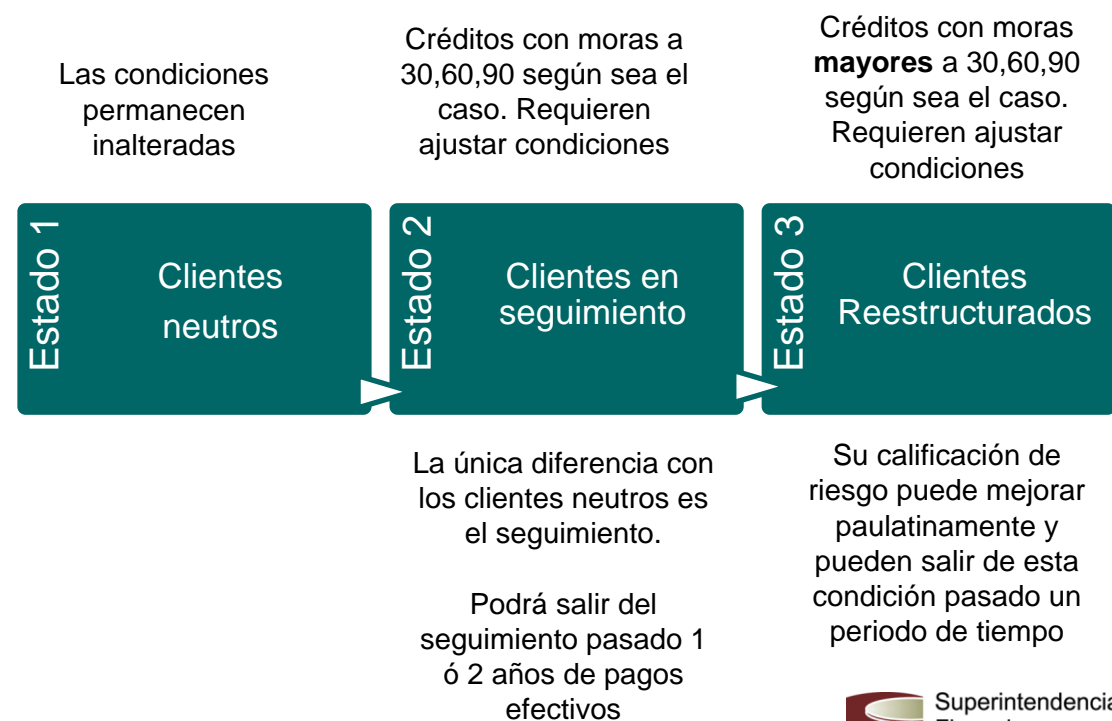 Las condiciones
permanecen
inalteradas
Créditos con moras a
30,60,90 según sea el
caso. Requieren
ajustar condiciones
Créditos con moras
mayores a 30,60,90
según sea el caso.
Requieren ajustar
condiciones
Estado 1
Clientes
neutros
Estado 2
Clientes en
seguimiento
Estado 3
Clientes
Reestructurados
La única diferencia con
los clientes neutros es
el seguimiento.
Podrá salir del
seguimiento pasado 1
ó 2 años de pagos
efectivos
Su calificación de
riesgo puede mejorar
paulatinamente y
pueden salir de esta
condición pasado un
periodo de tiempo
Superintendencia